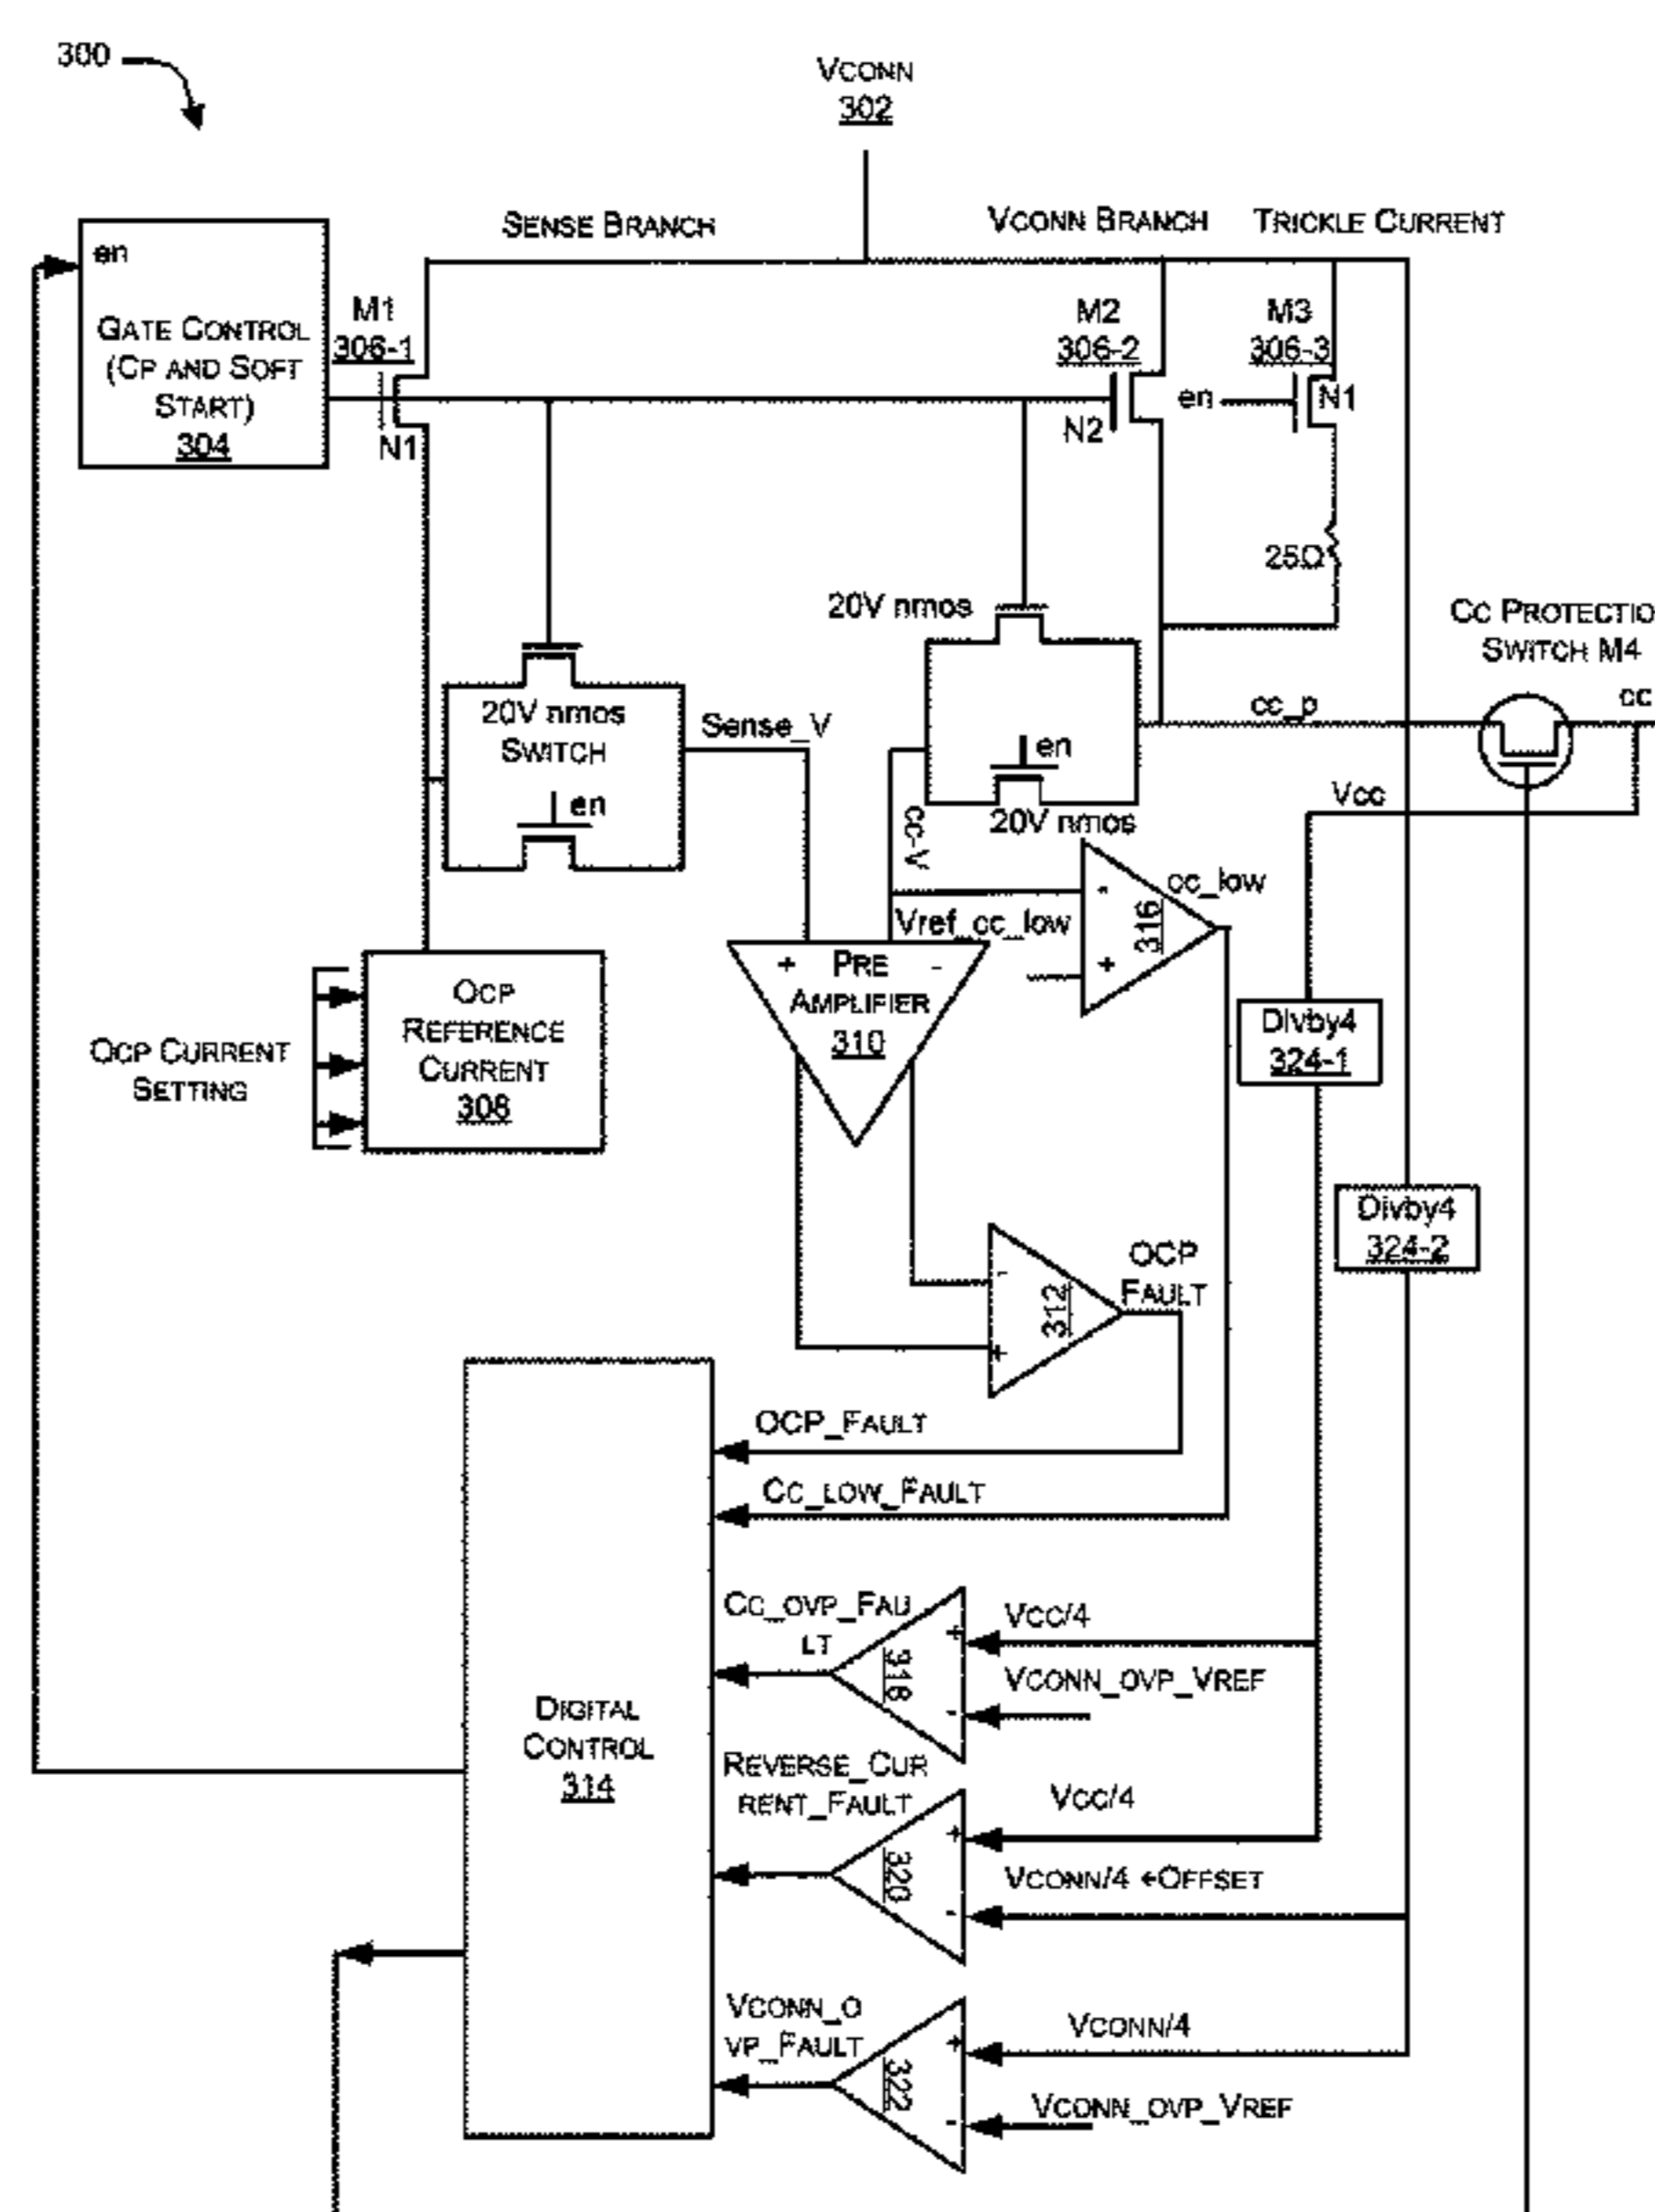 300
VCONN
302
SENSE BRANCH
VCONN BRANCH
TRICKLE CURRENT
en
GATE CONTROL
(CP AND SOFT
START)
304
M1
306-1
N1
M2
306-2
N2
M3
306-3
en
N1
25Ω
20V nmos
CC PROTECTIO
SWITCH M4
cc_p
cc
20V nmos
SWITCH
en
Sense_V
en
20V nmos
Vcc
cc-V
cc_low
Vref_cc_low
-
+
316
+ PRE -
AMPLIFIER
310
OCP
REFERENCE
CURRENT
308
OCP CURRENT
SETTING
Divby4
324-1
Divby4
324-2
OCP
FAULT
-
+
312
OCP_FAULT
CC_LOW_FAULT
DIGITAL
CONTROL
314
CC_OVP_FAU
LT
318
+
-
VCC/4
VCONN_OVP_VREF
REVERSE_CUR
RENT_FAULT
320
+
-
VCC/4
VCONN/4 +OFFSET
VCONN_O
VP_FAULT
322
+
-
VCONN/4
VCONN_OVP_VREF